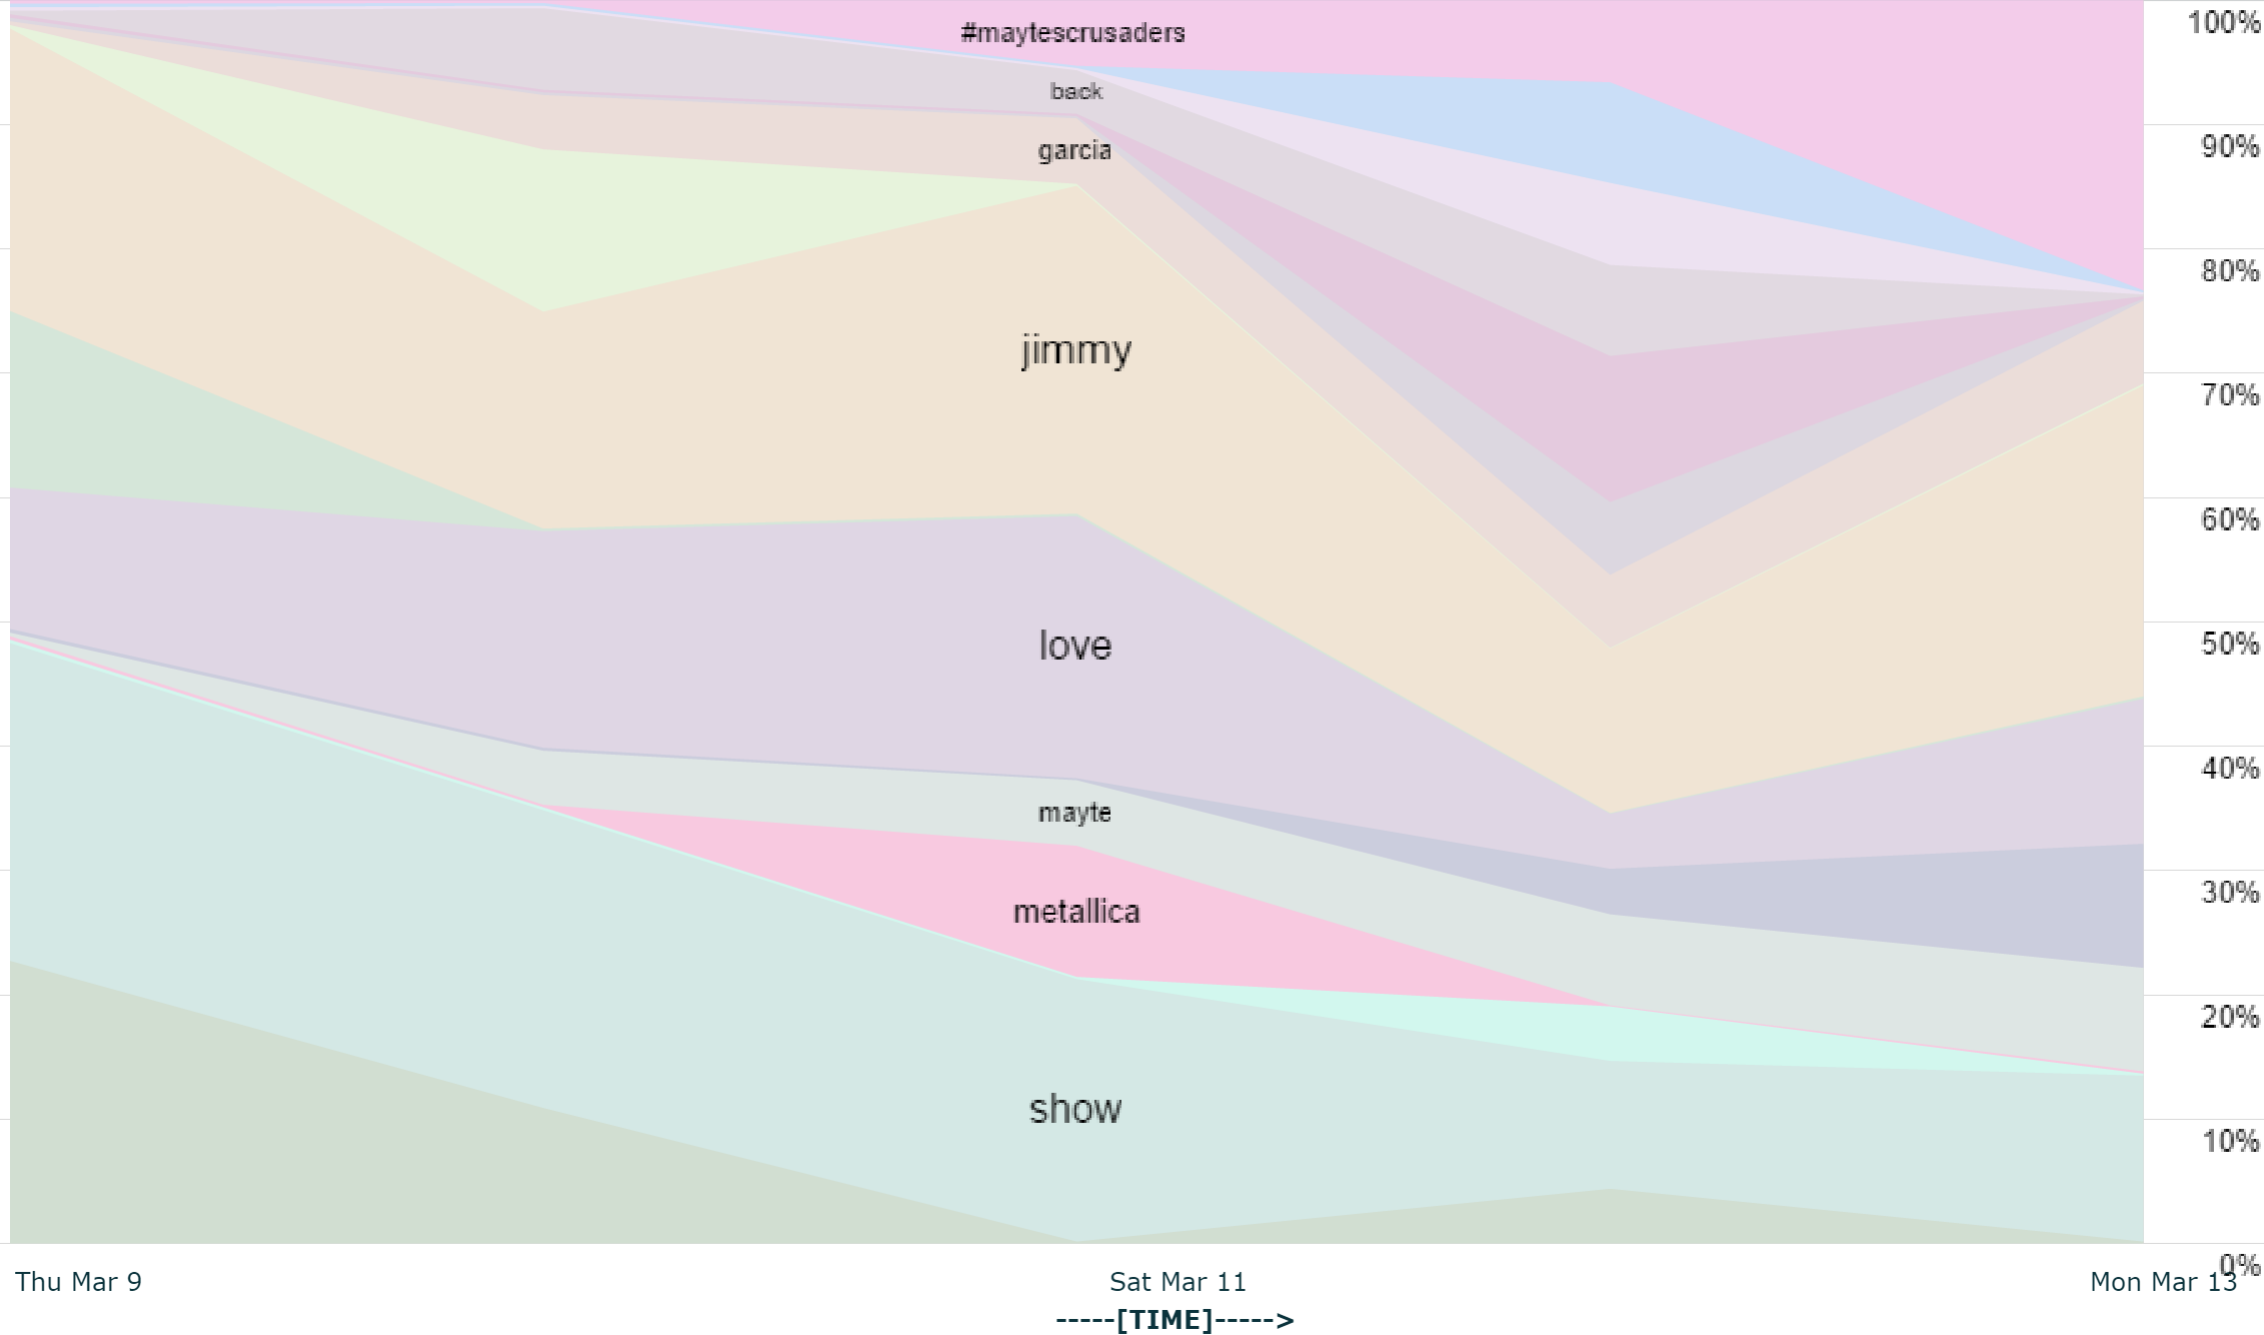 #maytescrusaders
back
garcia
jimmy
love
mayte
metallica
show
100%
90%
80%
70%
60%
50%
40%
30%
20%
10%
0%
Thu Mar 9
Sat Mar 11
Mon Mar 13
-----[TIME]----->